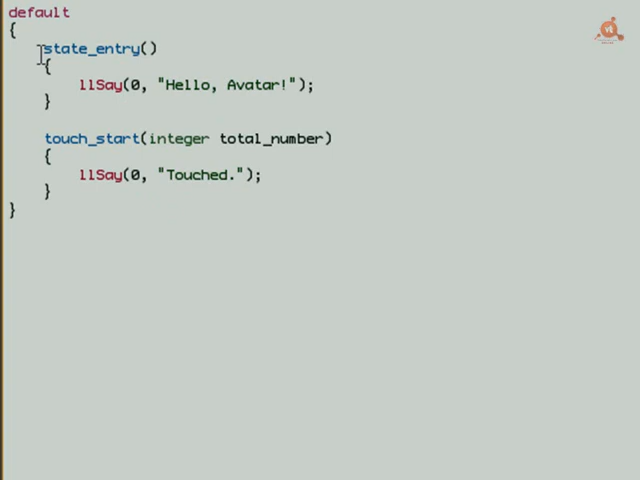 default
{
    state_entry()
    {
        llSay(0, "Hello, Avatar!");
    }

    touch_start(integer total_number)
    {
        llSay(0, "Touched.");
    }
}